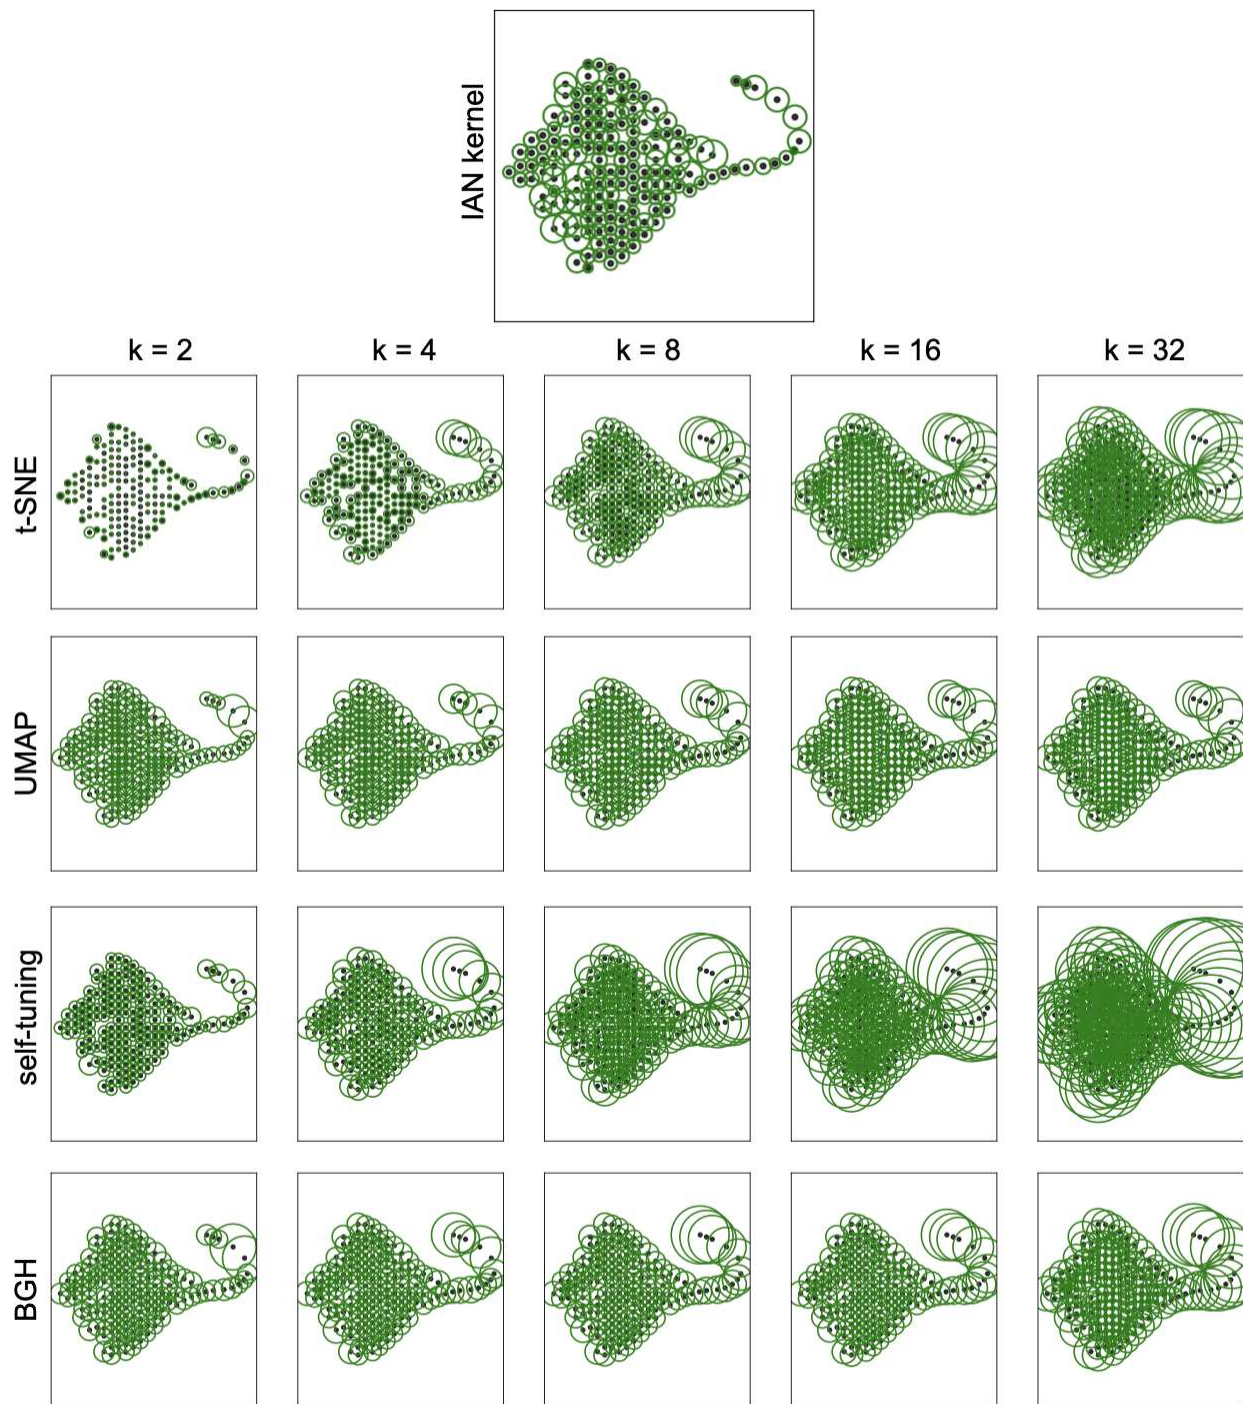 IAN kernel
k = 2
k = 4
k = 8
k = 16
k = 32
t-SNE
UMAP
self-tuning
BGH